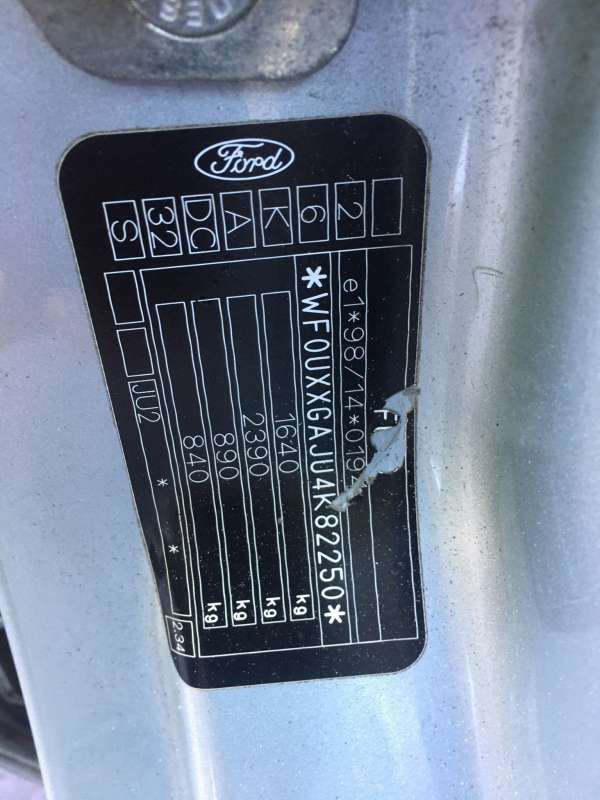 Ford
e1*98/14*019
*WF0UXXGAJU4K82250*
1640 kg
2390 kg
890 kg
840 kg
JU2 * * 2.34
2
6
K
A
DC
32
S